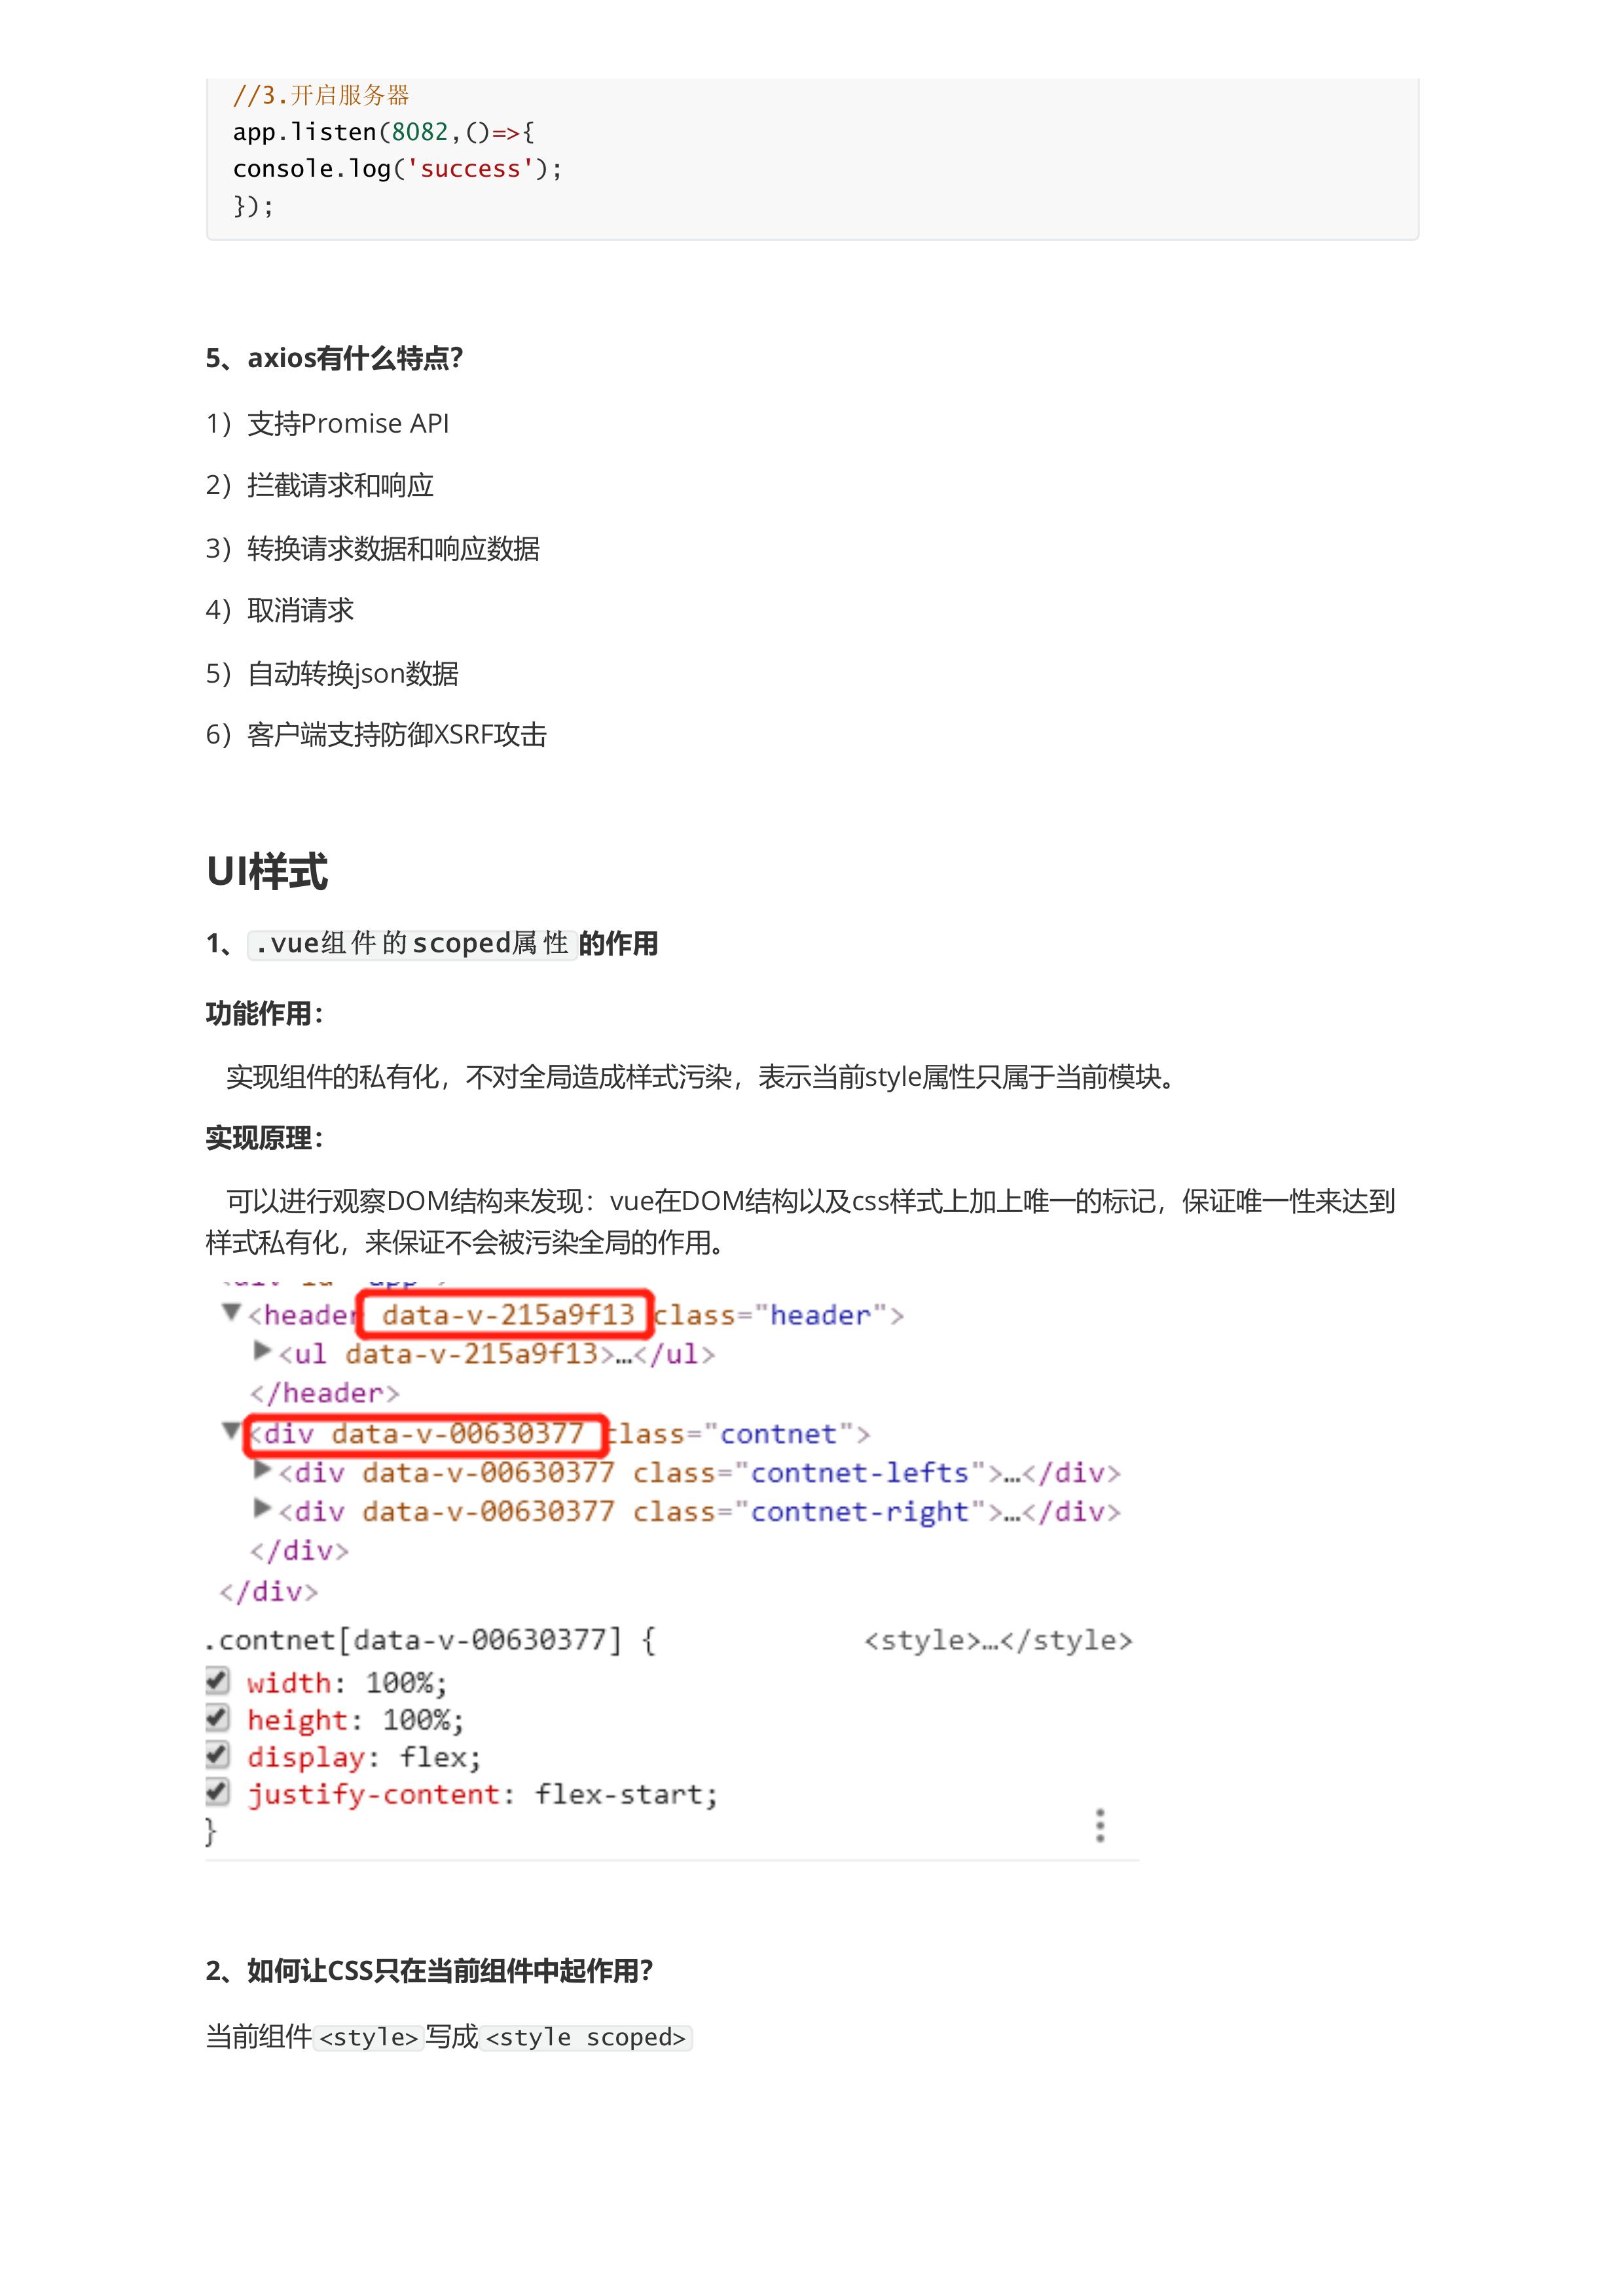 //3.开启服务器
app.listen(8082,()=>{
console.log('success');
});
5、axios有什么特点？
1）支持Promise API
2）拦截请求和响应
3）转换请求数据和响应数据
4）取消请求
5）自动转换json数据
6）客户端支持防御XSRF攻击
UI样式
1、.vue组件的scoped属性的作用
功能作用：
实现组件的私有化，不对全局造成样式污染，表示当前style属性只属于当前模块。
实现原理：
可以进行观察DOM结构来发现：vue在DOM结构以及css样式上加上唯一的标记，保证唯一性来达到
样式私有化，来保证不会被污染全局的作用。
▼<header data-v-215a9f13 class="header">
▶<ul data-v-215a9f13>…</ul>
</header>
▼<div data-v-00630377 class="contnet">
▶<div data-v-00630377 class="contnet-lefts">…</div>
▶<div data-v-00630377 class="contnet-right">…</div>
</div>
</div>
.contnet[data-v-00630377] { <style>…</style>
width: 100%;
height: 100%;
display: flex;
justify-content: flex-start;
}
2、如何让CSS只在当前组件中起作用？
当前组件<style>写成<style scoped>